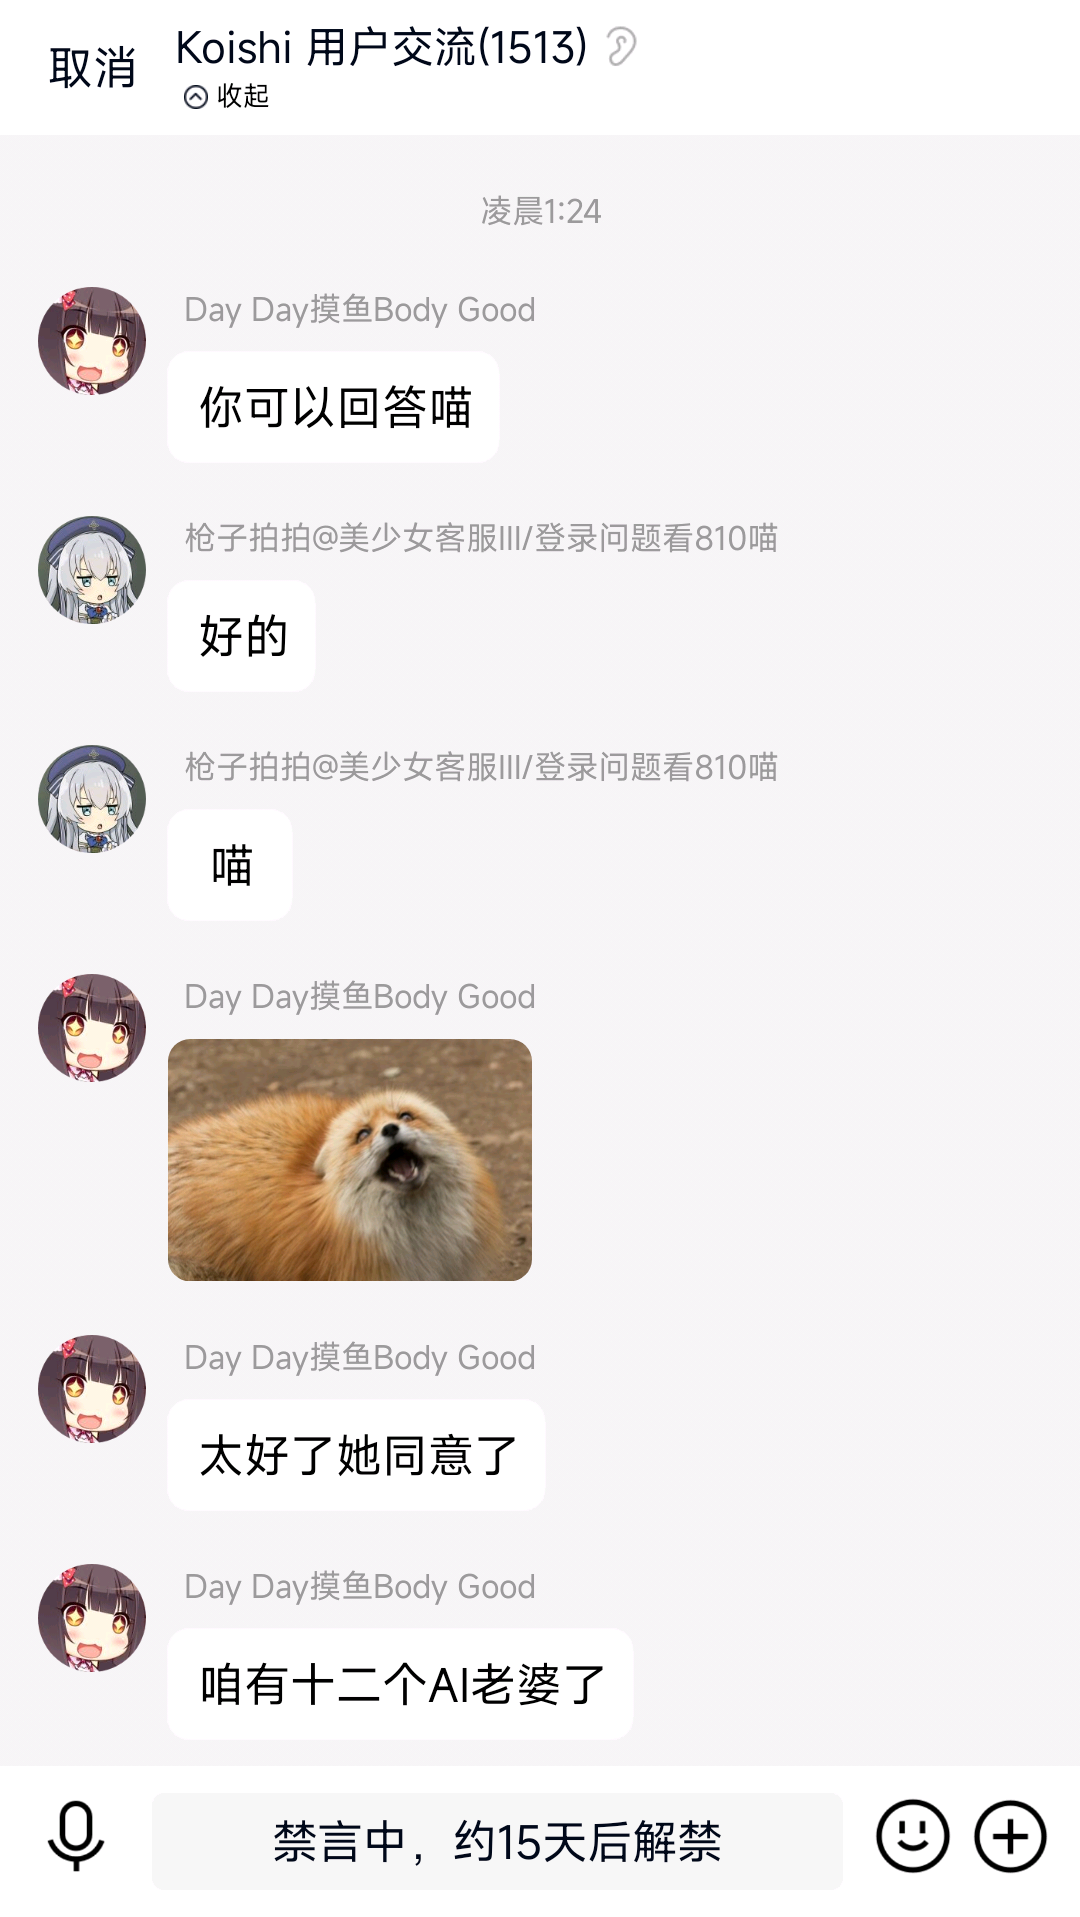 取消
Koishi 用户交流(1513)
收起
凌晨1:24
Day Day摸鱼Body Good
你可以回答喵
枪子拍拍@美少女客服III/登录问题看810喵
好的
枪子拍拍@美少女客服III/登录问题看810喵
喵
Day Day摸鱼Body Good
Day Day摸鱼Body Good
太好了她同意了
Day Day摸鱼Body Good
咱有十二个AI老婆了
禁言中，约15天后解禁